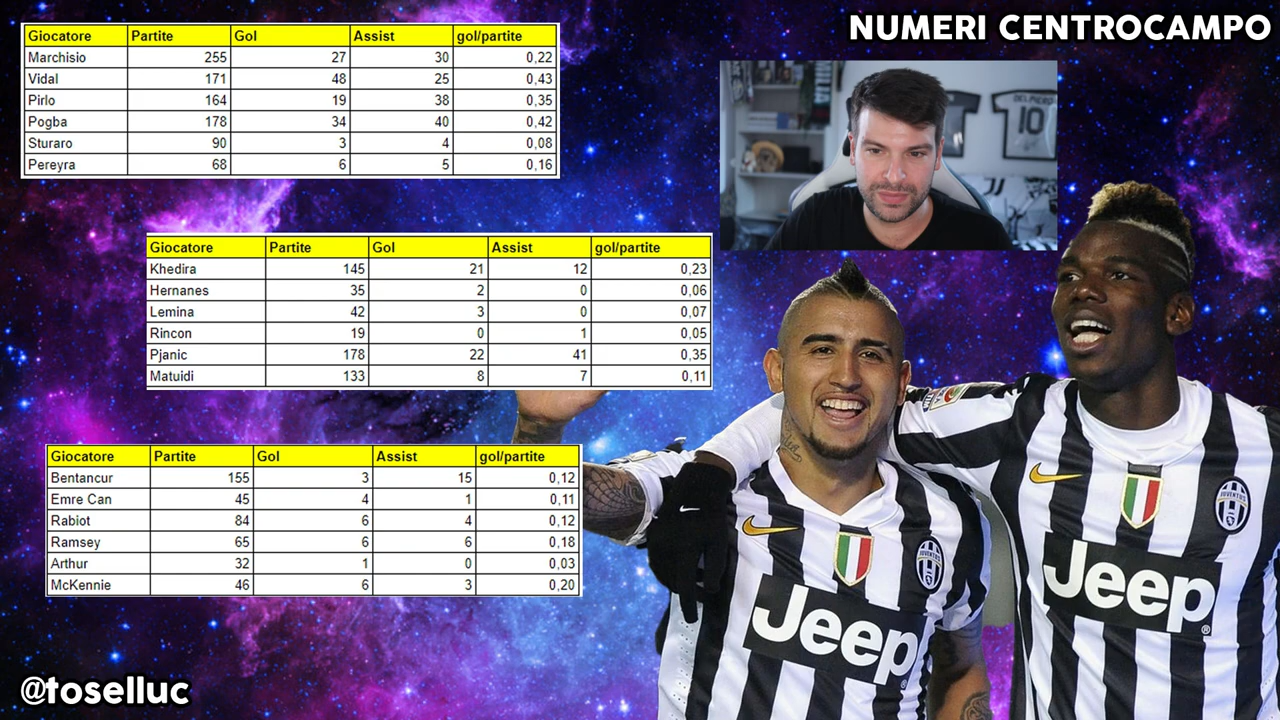 NUMERI CENTROCAMPO
Giocatore Partite Gol Assist gol/partite
Marchisio 255 27 30 0,22
Vidal 171 48 25 0,43
Pirlo 164 19 38 0,35
Pogba 178 34 40 0,42
Sturaro 90 3 4 0,08
Pereyra 68 6 5 0,16
DEL PIERO
10
Giocatore Partite Gol Assist gol/partite
Khedira 145 21 12 0,23
Hernanes 35 2 0 0,06
Lemina 42 3 0 0,07
Rincon 19 0 1 0,05
Pjanic 178 22 41 0,35
Matuidi 133 8 7 0,11
Giocatore Partite Gol Assist gol/partite
Bentancur 155 3 15 0,12
Emre Can 45 4 1 0,11
Rabiot 84 6 4 0,12
Ramsey 65 6 6 0,18
Arthur 32 1 0 0,03
McKennie 46 6 3 0,20
JUVENTUS
JUVENTUS
Jeep®
Jeep
@toselluc